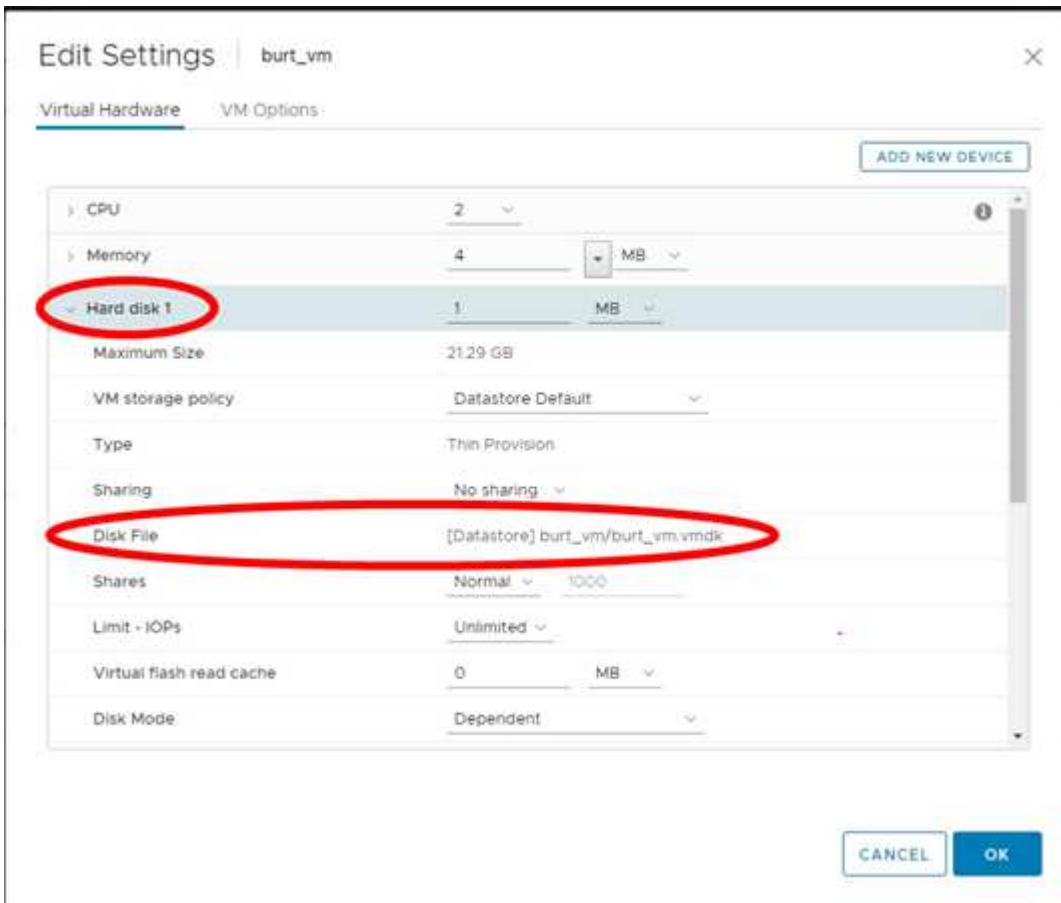 Edit Settings burt_vm
Virtual Hardware VM Options
ADD NEW DEVICE
CPU 2
Memory 4 MB
Hard disk 1 1 MB
Maximum Size 21.29 GB
VM storage policy Datastore Default
Type Thin Provision
Sharing No sharing
Disk File [Datastore] burt_vm/burt_vm.vmdk
Shares Normal 1000
Limit - IOPs Unlimited
Virtual flash read cache 0 MB
Disk Mode Dependent
CANCEL OK